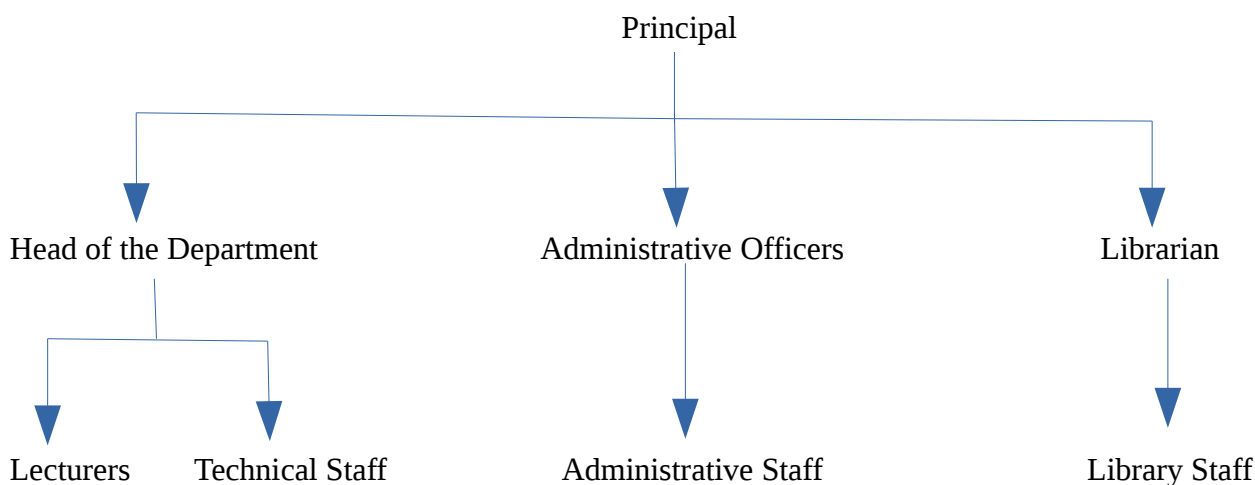 Principal
Head of the Department
Administrative Officers
Librarian
Lecturers
Technical Staff
Administrative Staff
Library Staff